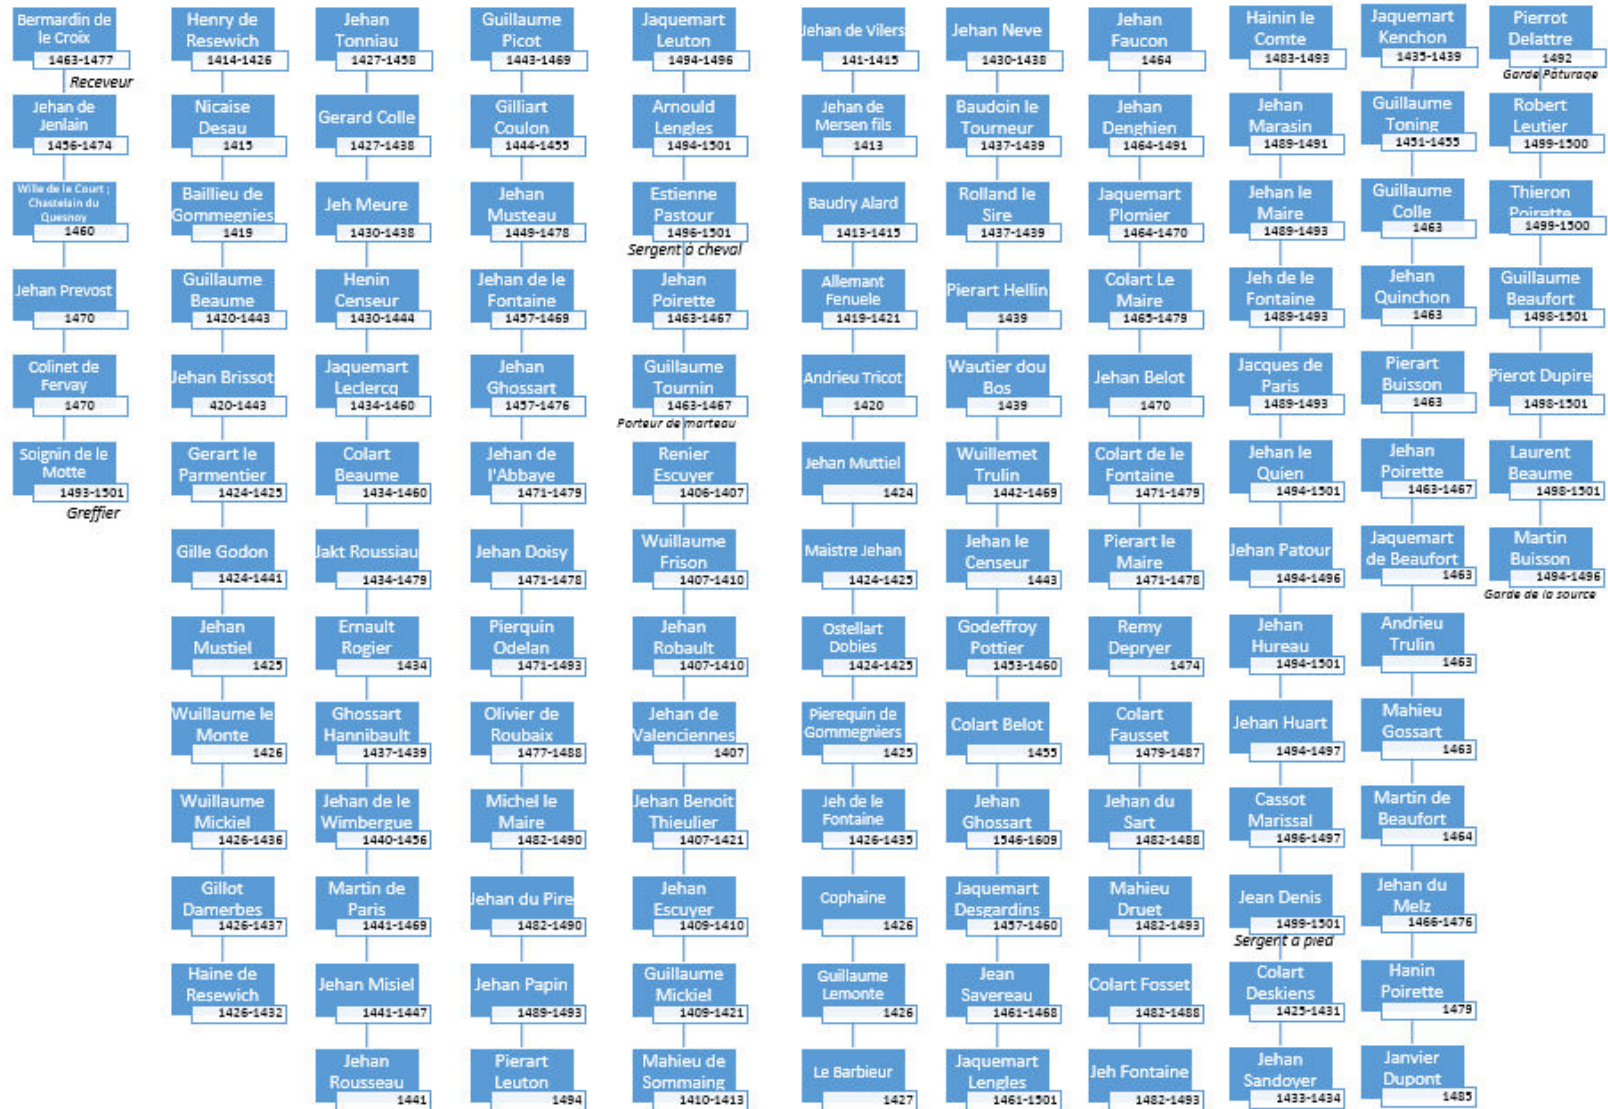 Bermardin de
le Croix
1463-1477
Receveur
Jehan de
Jenlain
1456-1474
Wille de le Court ;
Chastelain du
Quesnoy
1460
Jehan Prevost
1470
Colinet de
Fervay
1470
Soignin de le
Motte
1493-1501
Greffier
Henry de
Resewich
1414-1426
Nicaise
Desau
1415
Baillieu de
Gommegnies
1419
Guillaume
Beaume
1420-1443
Jehan Brissot
420-1443
Gerart le
Parmentier
1424-1425
Gille Godon
1424-1441
Jehan
Mustiel
1425
Wuillaume le
Monte
1426
Wuillaume
Mickiel
1426-1436
Gillot
Damerbes
1426-1437
Haine de
Resewich
1426-1432
Jehan
Tonniau
1427-1458
Gerard Colle
1427-1438
Jeh Meure
1430-1438
Henin
Censeur
1430-1444
Jaquemart
Leclercq
1434-1460
Colart
Beaume
1434-1460
Jakt Roussiau
1434-1479
Ernault
Rogier
1434
Ghossart
Hannibault
1437-1439
Jehan de le
Wimbergue
1440-1456
Martin de
Paris
1441-1469
Jehan Misiel
1441-1447
Jehan
Rousseau
1441
Guillaume
Picot
1443-1469
Gilliart
Coulon
1444-1455
Jehan
Musteau
1449-1478
Jehan de le
Fontaine
1457-1469
Jehan
Ghossart
1457-1476
Jehan de
l'Abbaye
1471-1479
Jehan Doisy
1471-1478
Pierquin
Odelan
1471-1493
Olivier de
Roubaix
1477-1488
Michel le
Maire
1482-1490
Jehan du Pire
1482-1490
Jehan Papin
1489-1493
Pierart
Leuton
1494
Jaquemart
Leuton
1494-1496
Arnould
Lengles
1494-1501
Estienne
Pastour
1496-1501
Sergent à cheval
Jehan
Poirette
1463-1467
Guillaume
Tournin
1463-1467
Porteur de marteau
Renier
Escuyer
1406-1407
Wuillaume
Frison
1407-1410
Jehan
Robault
1407-1410
Jehan de
Valenciennes
1407
Jehan Benoit
Thieulier
1407-1421
Jehan
Escuyer
1409-1410
Guillaume
Mickiel
1409-1421
Mahieu de
Sommaing
1410-1413
Jehan de Vilers
141-1415
Jehan de
Mersen fils
1413
Baudry Alard
1413-1415
Allemant
Fenuele
1419-1421
Andrieu Tricot
1420
Jehan Muttiel
1424
Maistre Jehan
1424-1425
Ostellart
Dobies
1424-1425
Pierequin de
Gommegniers
1425
Jeh de le
Fontaine
1426-1435
Cophaine
1426
Guillaume
Lemonte
1426
Le Barbieur
1427
Jehan Neve
1430-1438
Baudoin le
Tourneur
1437-1439
Rolland le
Sire
1437-1439
Pierart Hellin
1439
Wautier dou
Bos
1439
Wuillemet
Trulin
1442-1469
Jehan le
Censeur
1443
Godeffroy
Pottier
1453-1460
Colart Belot
1455
Jehan
Ghossart
1546-1609
Jaquemart
Desgardins
1457-1460
Jean
Savereau
1461-1468
Jaquemart
Lengles
1461-1501
Jehan
Faucon
1464
Jehan
Denghien
1464-1491
Jaquemart
Plomier
1464-1470
Colart Le
Maire
1465-1479
Jehan Belot
1470
Colart de le
Fontaine
1471-1479
Pierart le
Maire
1471-1478
Remy
Depryer
1474
Colart
Fausset
1479-1487
Jehan du
Sart
1482-1488
Mahieu
Druet
1482-1493
Colart Fosset
1482-1488
Jeh Fontaine
1482-1493
Hainin le
Comte
1483-1493
Jehan
Marasin
1489-1491
Jehan le
Maire
1489-1493
Jeh de le
Fontaine
1489-1493
Jacques de
Paris
1489-1493
Jehan le
Quien
1494-1501
Jehan Patour
1494-1496
Jehan
Hureau
1494-1501
Jehan Huart
1494-1497
Cassot
Marissal
1496-1497
Jean Denis
1499-1501
Sergent a pied
Colart
Deskiens
1425-1431
Jehan
Sandoyer
1433-1434
Jaquemart
Kenchon
1435-1439
Guillaume
Toning
1451-1455
Guillaume
Colle
1463
Jehan
Quinchon
1463
Pierart
Buisson
1463
Jehan
Poirette
1463-1467
Jaquemart
de Beaufort
1463
Andrieu
Trulin
1463
Mahieu
Gossart
1463
Martin de
Beaufort
1464
Jehan du
Melz
1466-1476
Hanin
Poirette
1479
Janvier
Dupont
1485
Pierrot
Delattre
1492
Garde Pâturage
Robert
Leutier
1499-1500
Thieron
Poirette
1499-1500
Guillaume
Beaufort
1498-1501
Pierot Dupire
1498-1501
Laurent
Beaume
1498-1501
Martin
Buisson
1494-1496
Garde de la source